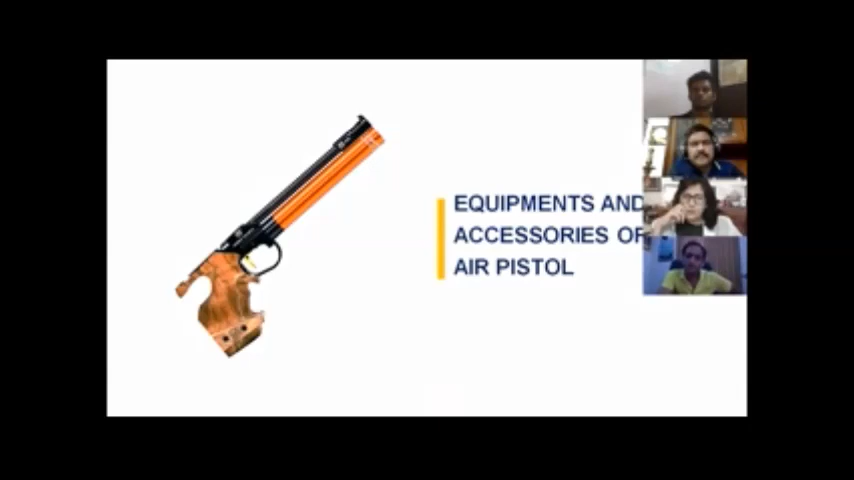 EQUIPMENTS AND
ACCESSORIES OF
AIR PISTOL